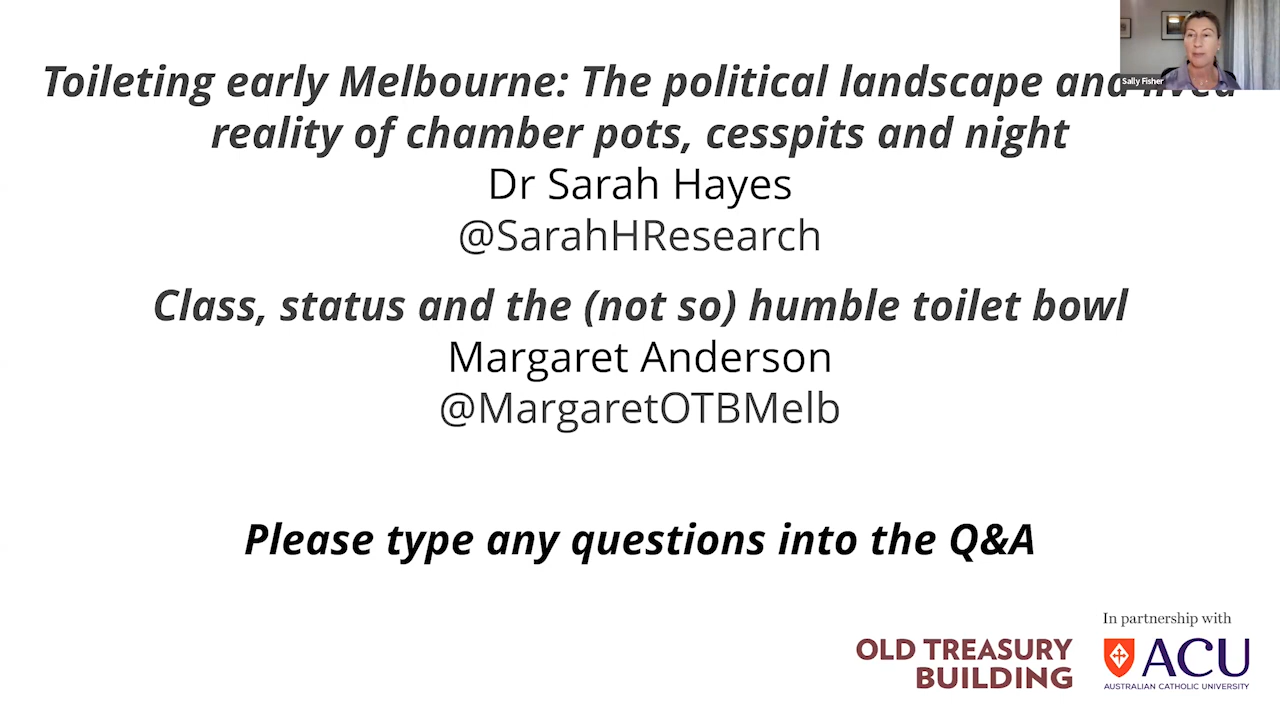 Toileting early Melbourne: The political landscape and lived
reality of chamber pots, cesspits and night
Dr Sarah Hayes
@SarahHResearch
Class, status and the (not so) humble toilet bowl
Margaret Anderson
@MargaretOTBMelb
Please type any questions into the Q&A
Sally Fisher
In partnership with
OLD TREASURY
BUILDING
ACU
AUSTRALIAN CATHOLIC UNIVERSITY